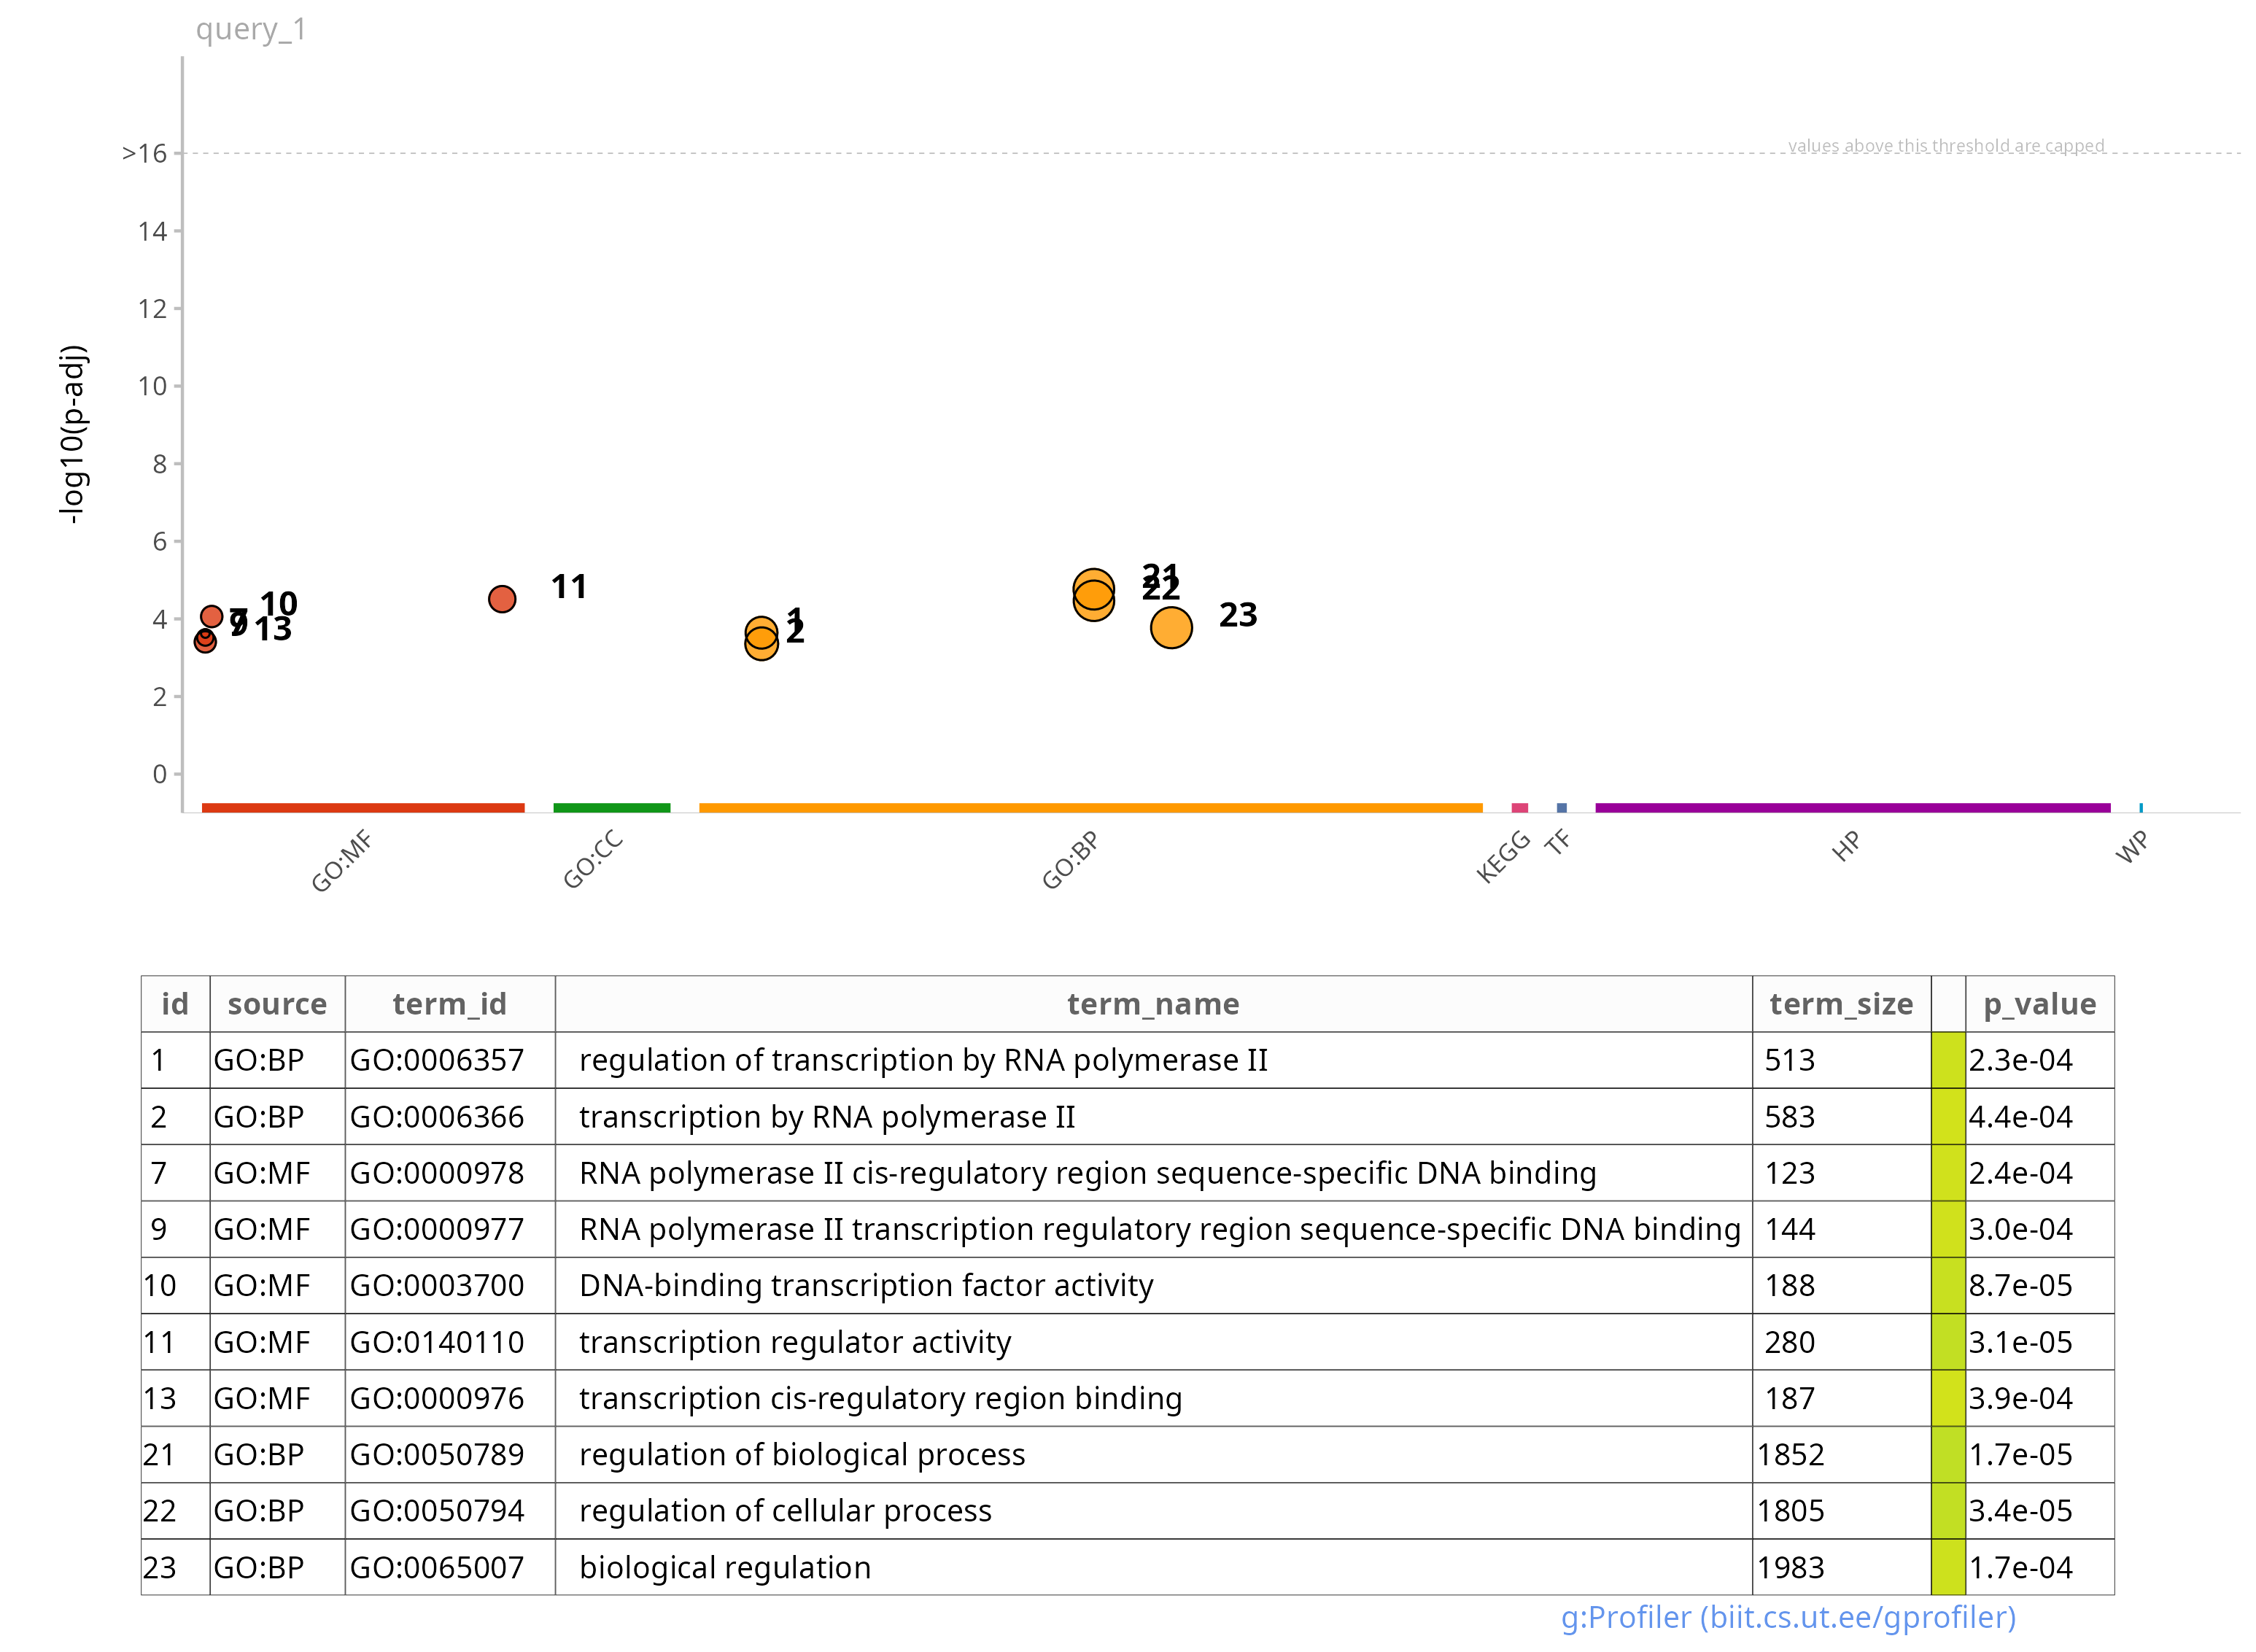 query_1
-log10(p-adj)
>16
values above this threshold are capped
14
12
10
8
6
4
2
0
21
22
11
10
7
9
13
1
2
23
GO:MF
GO:CC
GO:BP
KEGG
TF
HP
WP
id source term_id term_name term_size p_value
1 GO:BP GO:0006357 regulation of transcription by RNA polymerase II 513 2.3e-04
2 GO:BP GO:0006366 transcription by RNA polymerase II 583 4.4e-04
7 GO:MF GO:0000978 RNA polymerase II cis-regulatory region sequence-specific DNA binding 123 2.4e-04
9 GO:MF GO:0000977 RNA polymerase II transcription regulatory region sequence-specific DNA binding 144 3.0e-04
10 GO:MF GO:0003700 DNA-binding transcription factor activity 188 8.7e-05
11 GO:MF GO:0140110 transcription regulator activity 280 3.1e-05
13 GO:MF GO:0000976 transcription cis-regulatory region binding 187 3.9e-04
21 GO:BP GO:0050789 regulation of biological process 1852 1.7e-05
22 GO:BP GO:0050794 regulation of cellular process 1805 3.4e-05
23 GO:BP GO:0065007 biological regulation 1983 1.7e-04
g:Profiler (biit.cs.ut.ee/gprofiler)